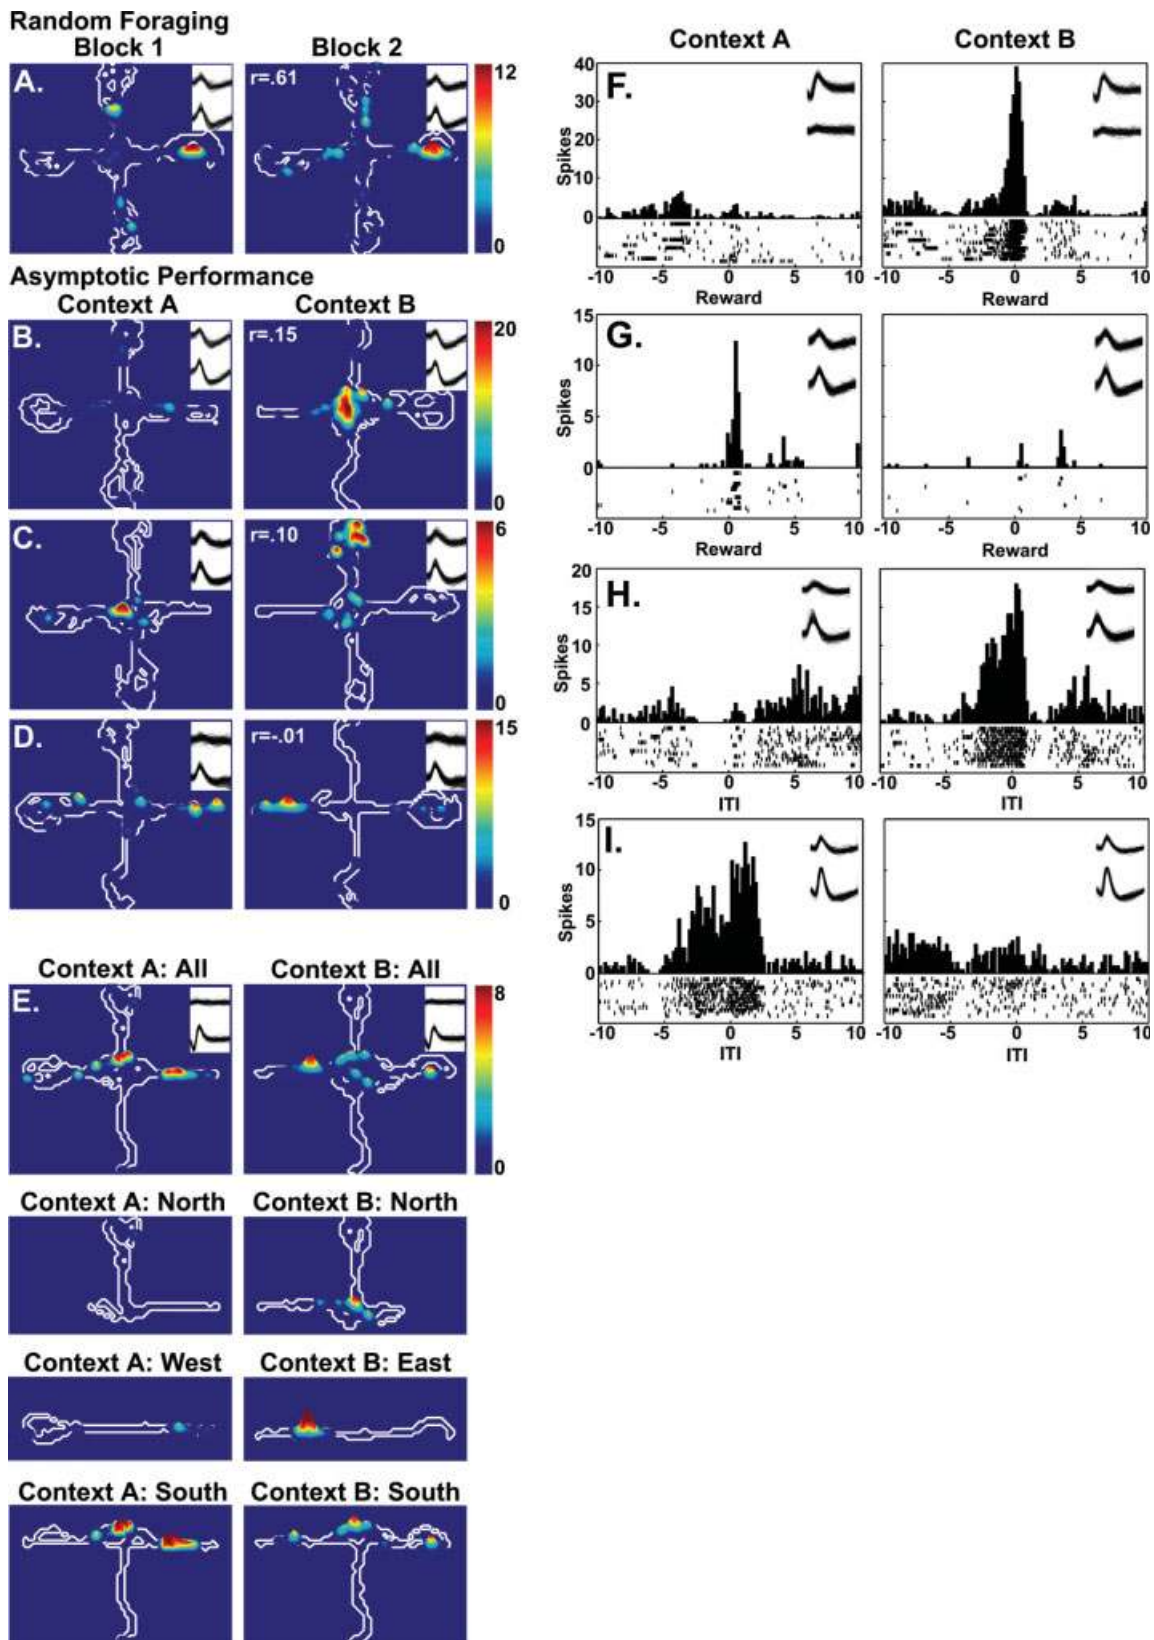 Random Foraging
Block 1 Block 2
A. r=.61 12
0
Asymptotic Performance
Context A Context B
B. r=.15 20
0
C. r=.10 6
0
D. r=-.01 15
0
Context A: All Context B: All
E. 8
0
Context A: North Context B: North
Context A: West Context B: East
Context A: South Context B: South
Context A Context B
F.
Spikes
40
30
20
10
0
-10 -5 0 5 10 -10 -5 0 5 10
Reward Reward
G.
Spikes
15
10
5
0
-10 -5 0 5 10 -10 -5 0 5 10
Reward Reward
H.
Spikes
20
15
10
5
0
-10 -5 0 5 10 -10 -5 0 5 10
ITI ITI
I.
Spikes
15
10
5
0
-10 -5 0 5 10 -10 -5 0 5 10
ITI ITI